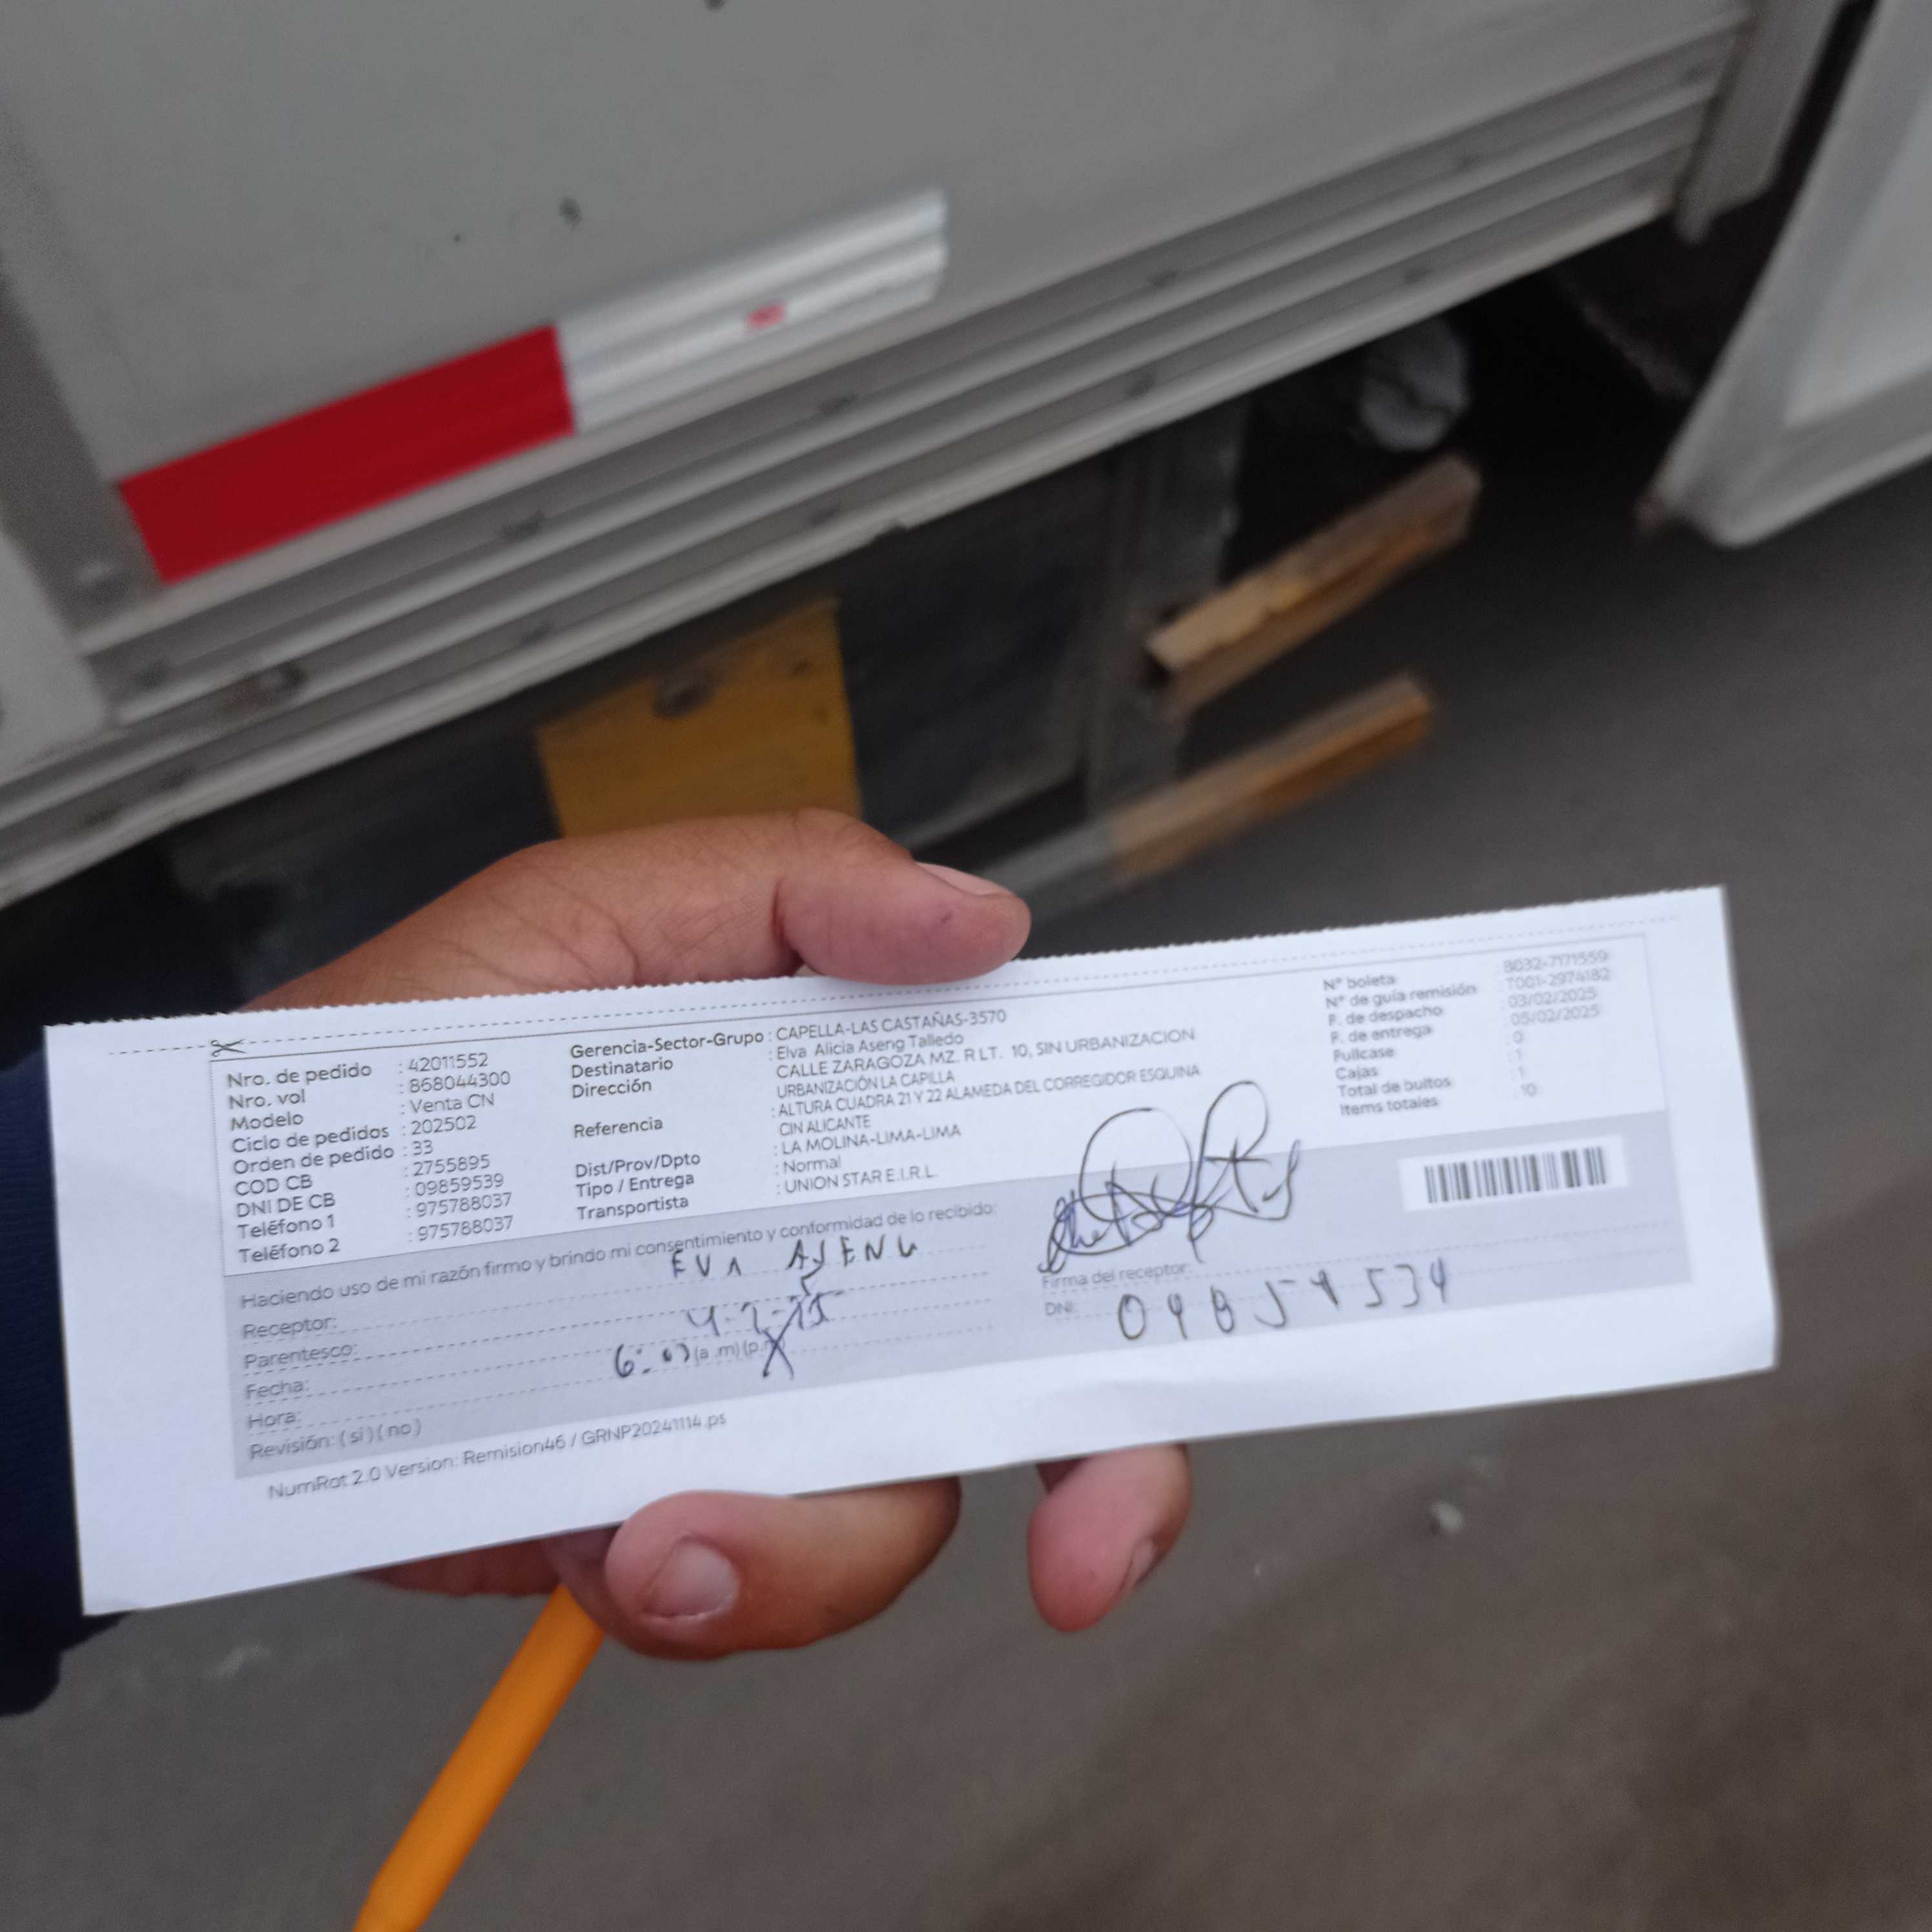 Nro. de pedido : 42011552
Nro. vol : 868044300
Modelo : Venta CN
Ciclo de pedidos : 202502
Orden de pedido : 33
COD CB : 2755895
DNI DE CB : 09859539
Teléfono 1 : 975788037
Teléfono 2 : 975788037
Gerencia-Sector-Grupo : CAPELLA-LAS CASTAÑAS-3570
Destinatario : Elva Alicia Aseng Talledo
Dirección CALLE ZARAGOZA MZ. R LT. 10, SIN URBANIZACION
URBANIZACIÓN LA CAPILLA
Referencia : ALTURA CUADRA 21 Y 22 ALAMEDA DEL CORREGIDOR ESQUINA
CIN ALICANTE
Dist/Prov/Dpto : LA MOLINA-LIMA-LIMA
Tipo / Entrega : Normal
Transportista : UNION STAR E.I.R.L.
N° boleta : B032-7171559
N° de guía remisión : T001-2974182
F. de despacho : 03/02/2025
F. de entrega : 05/02/2025
Fullcase : 0
Cajas : 1
Total de bultos : 1
Items totales : 10
Haciendo uso de mi razón firmo y brindo mi consentimiento y conformidad de lo recibido:
Receptor: EVA ASENG
Parentesco:
Fecha:
Hora: (a .m) (p.m)
Revisión: ( sí ) ( no )
Firma del receptor:
DNI:
NumRot 2.0 Version: Remision46 / GRNP20241114.ps